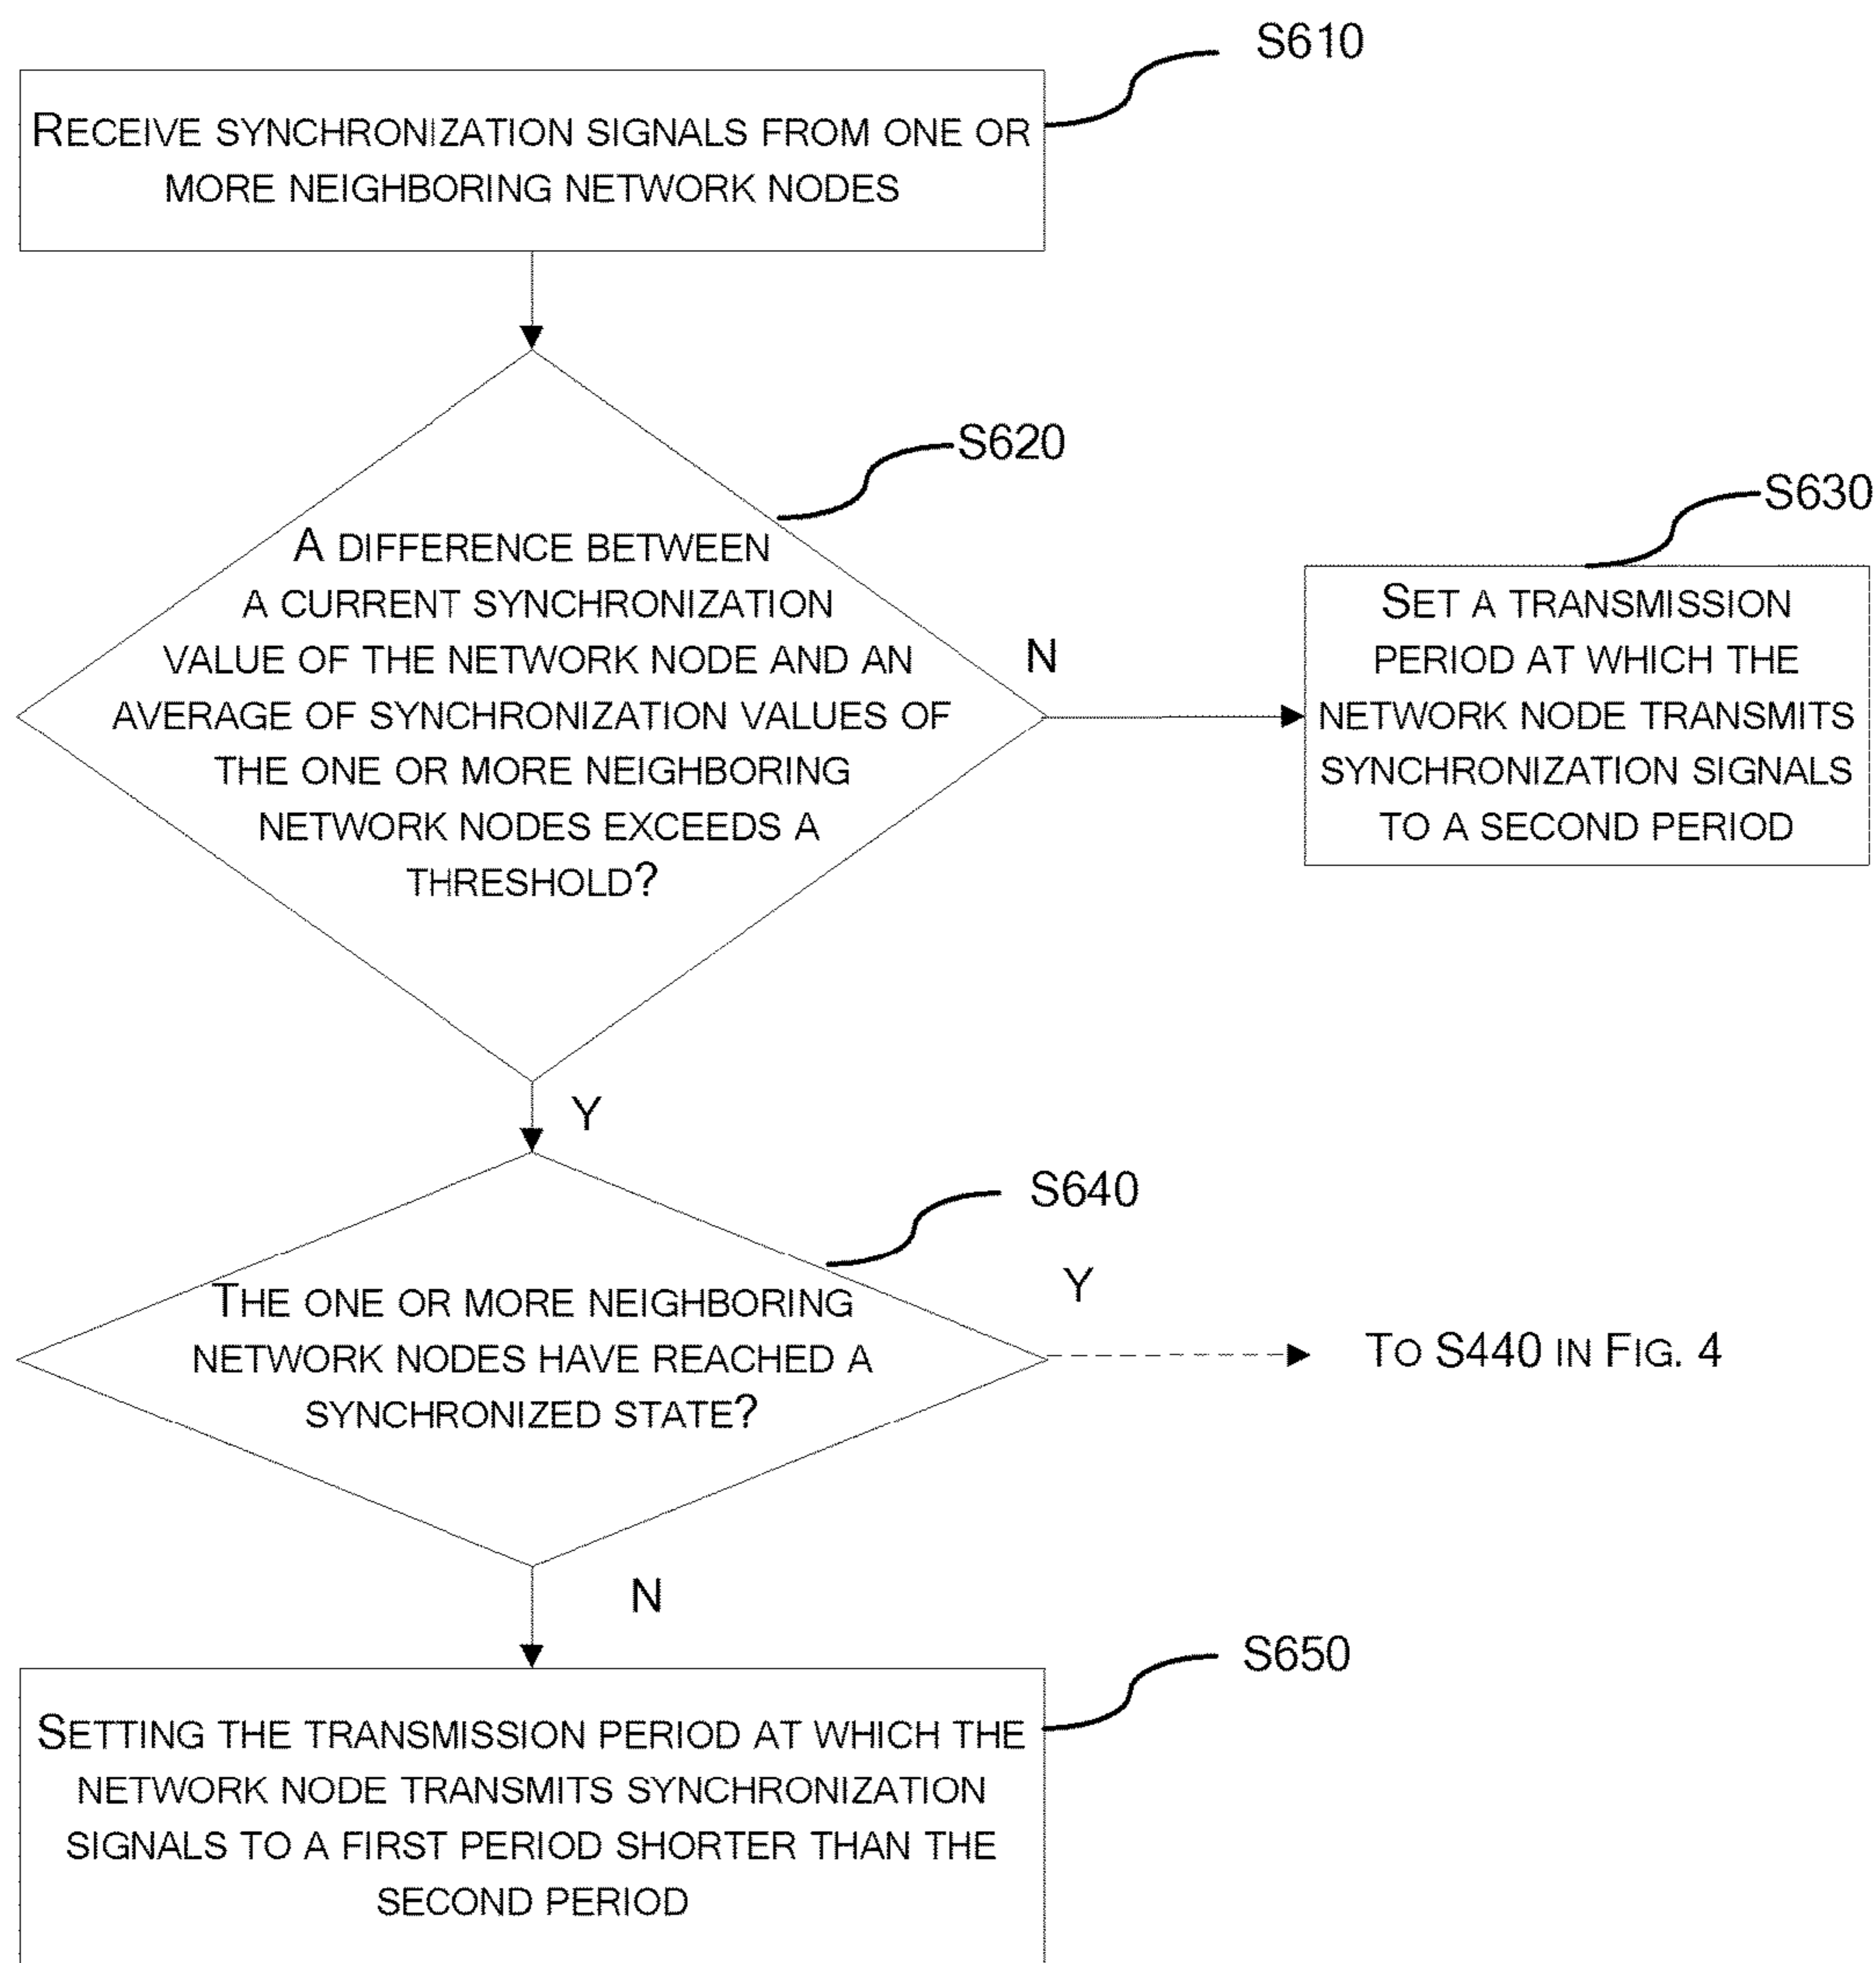 S610
RECEIVE SYNCHRONIZATION SIGNALS FROM ONE OR
MORE NEIGHBORING NETWORK NODES
S620
A DIFFERENCE BETWEEN
A CURRENT SYNCHRONIZATION
VALUE OF THE NETWORK NODE AND AN
AVERAGE OF SYNCHRONIZATION VALUES OF
THE ONE OR MORE NEIGHBORING
NETWORK NODES EXCEEDS A
THRESHOLD?
N
S630
SET A TRANSMISSION
PERIOD AT WHICH THE
NETWORK NODE TRANSMITS
SYNCHRONIZATION SIGNALS
TO A SECOND PERIOD
Y
S640
THE ONE OR MORE NEIGHBORING
NETWORK NODES HAVE REACHED A
SYNCHRONIZED STATE?
Y
TO S440 IN FIG. 4
N
S650
SETTING THE TRANSMISSION PERIOD AT WHICH THE
NETWORK NODE TRANSMITS SYNCHRONIZATION
SIGNALS TO A FIRST PERIOD SHORTER THAN THE
SECOND PERIOD